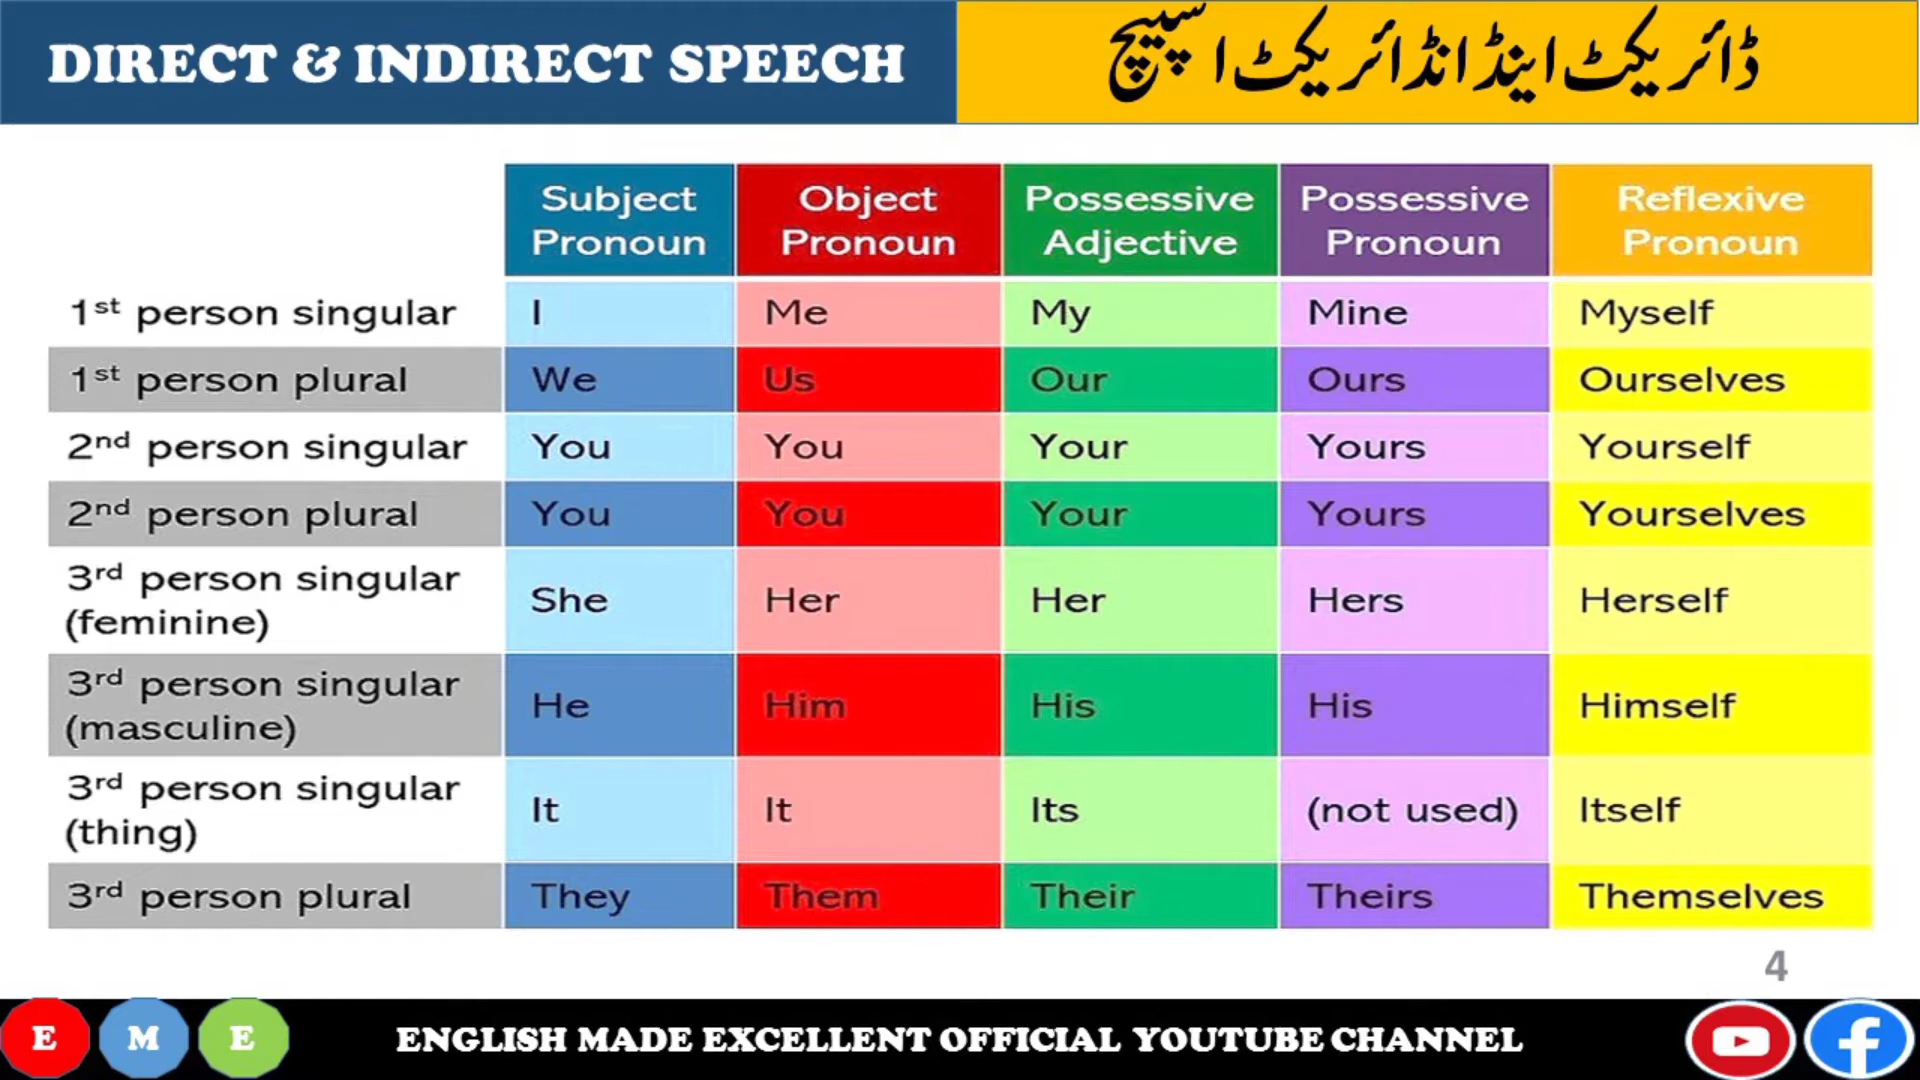 DIRECT & INDIRECT SPEECH
ڈائریکٹ اینڈ انڈائریکٹ اسپیچ
Subject Pronoun
Object Pronoun
Possessive Adjective
Possessive Pronoun
Reflexive Pronoun
1st person singular I Me My Mine Myself
1st person plural We Us Our Ours Ourselves
2nd person singular You You Your Yours Yourself
2nd person plural You You Your Yours Yourselves
3rd person singular (feminine) She Her Her Hers Herself
3rd person singular (masculine) He Him His His Himself
3rd person singular (thing) It It Its (not used) Itself
3rd person plural They Them Their Theirs Themselves
4
E M E ENGLISH MADE EXCELLENT OFFICIAL YOUTUBE CHANNEL